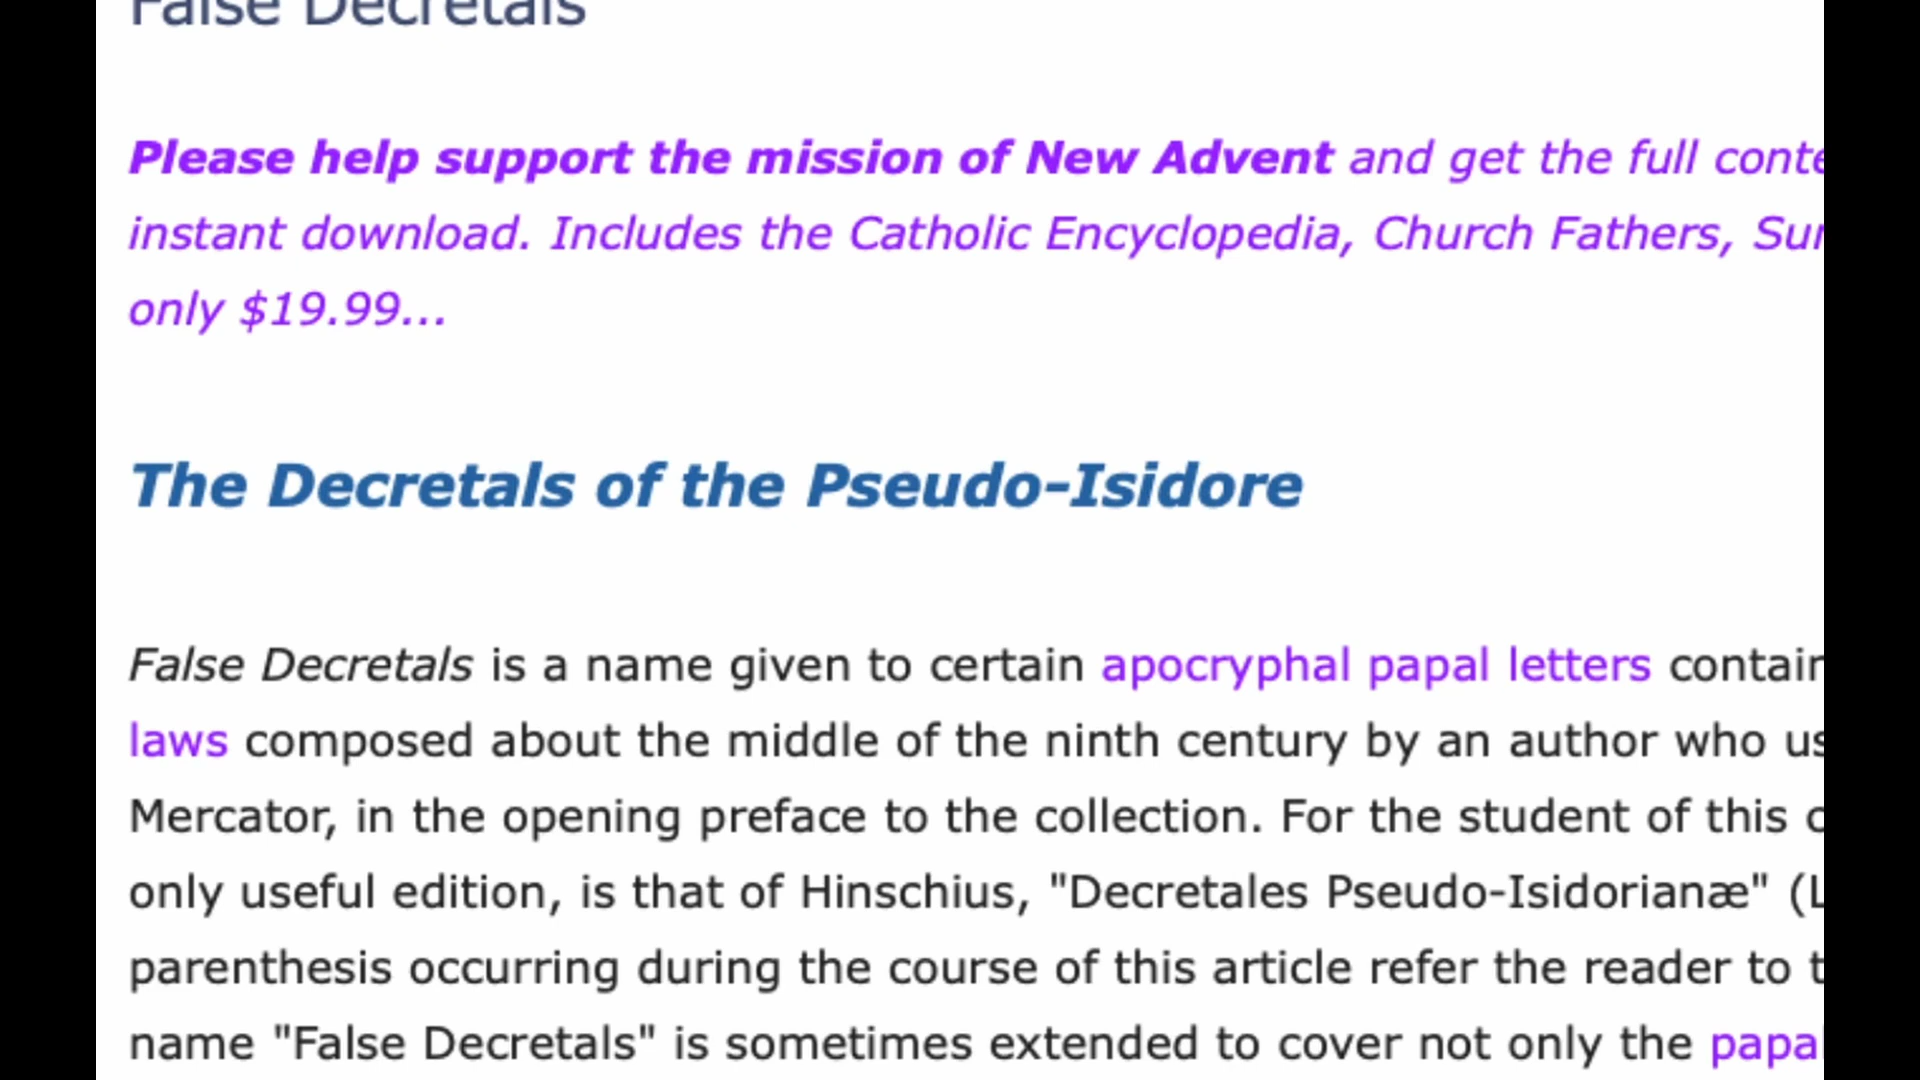 False Decretals
Please help support the mission of New Advent and get the full
instant download. Includes the Catholic Encyclopedia, Church Fathers,
only $19.99...
The Decretals of the Pseudo-Isidore
False Decretals is a name given to certain apocryphal papal letters
laws composed about the middle of the ninth century by an author who
Mercator, in the opening preface to the collection. For the student of this
only useful edition, is that of Hinschius, "Decretales Pseudo-Isidorianæ"
parenthesis occurring during the course of this article refer the reader to
name "False Decretals" is sometimes extended to cover not only the